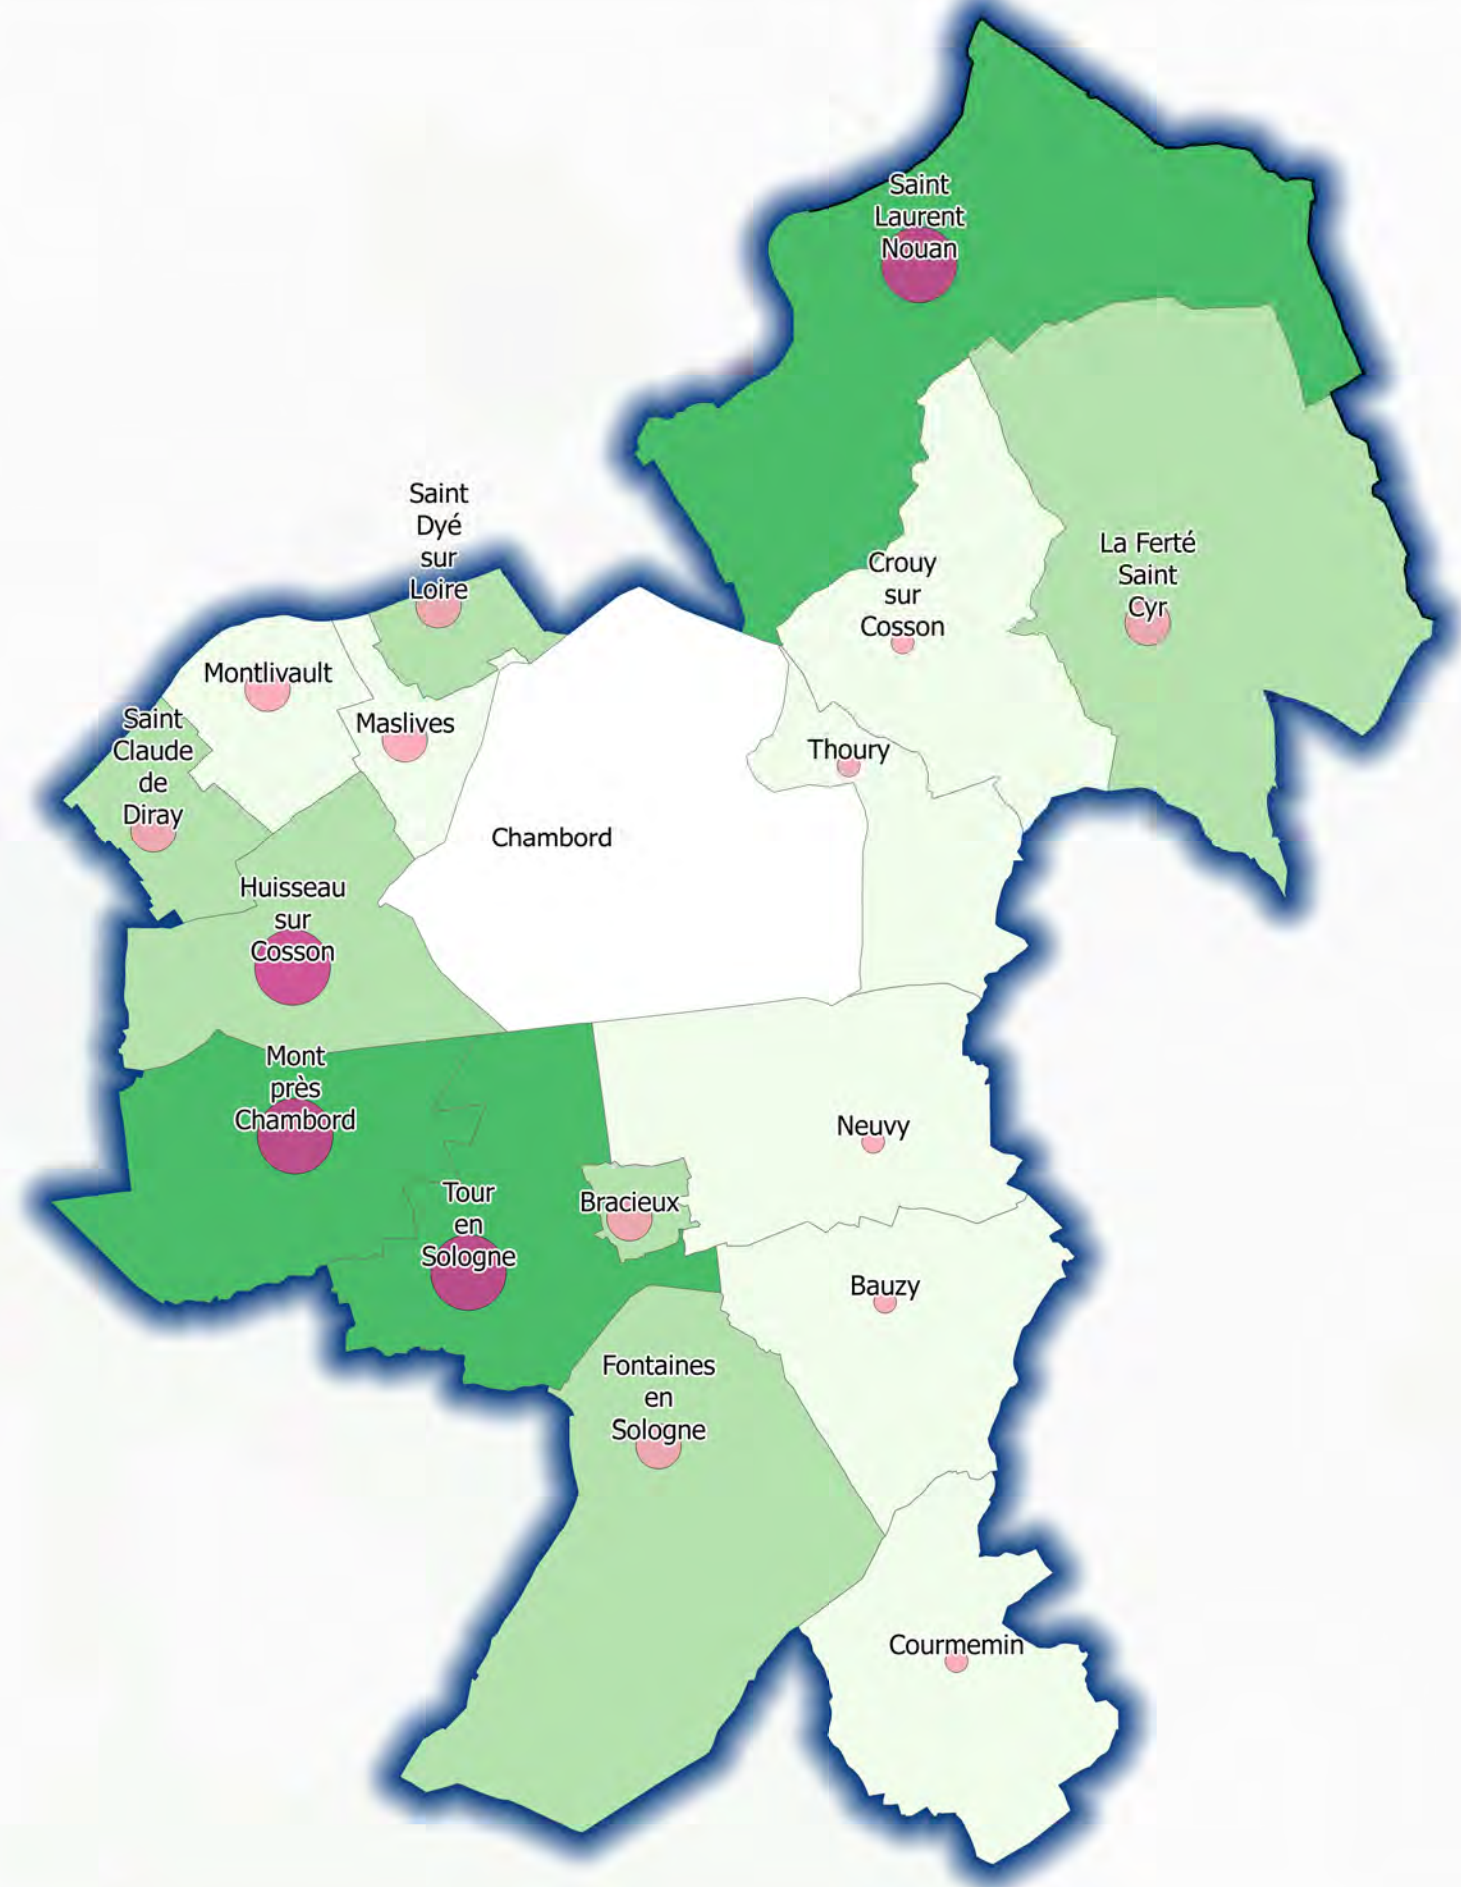 Saint
Laurent
Nouan
Saint
Dyé
sur
Loire
La Ferté
Saint
Cyr
Crouy
sur
Cosson
Montlivault
Maslives
Saint
Claude
de
Diray
Thoury
Chambord
Huisseau
sur
Cosson
Mont
près
Chambord
Neuvy
Tour
en
Sologne
Bracieux
Bauzy
Fontaines
en
Sologne
Courmemin